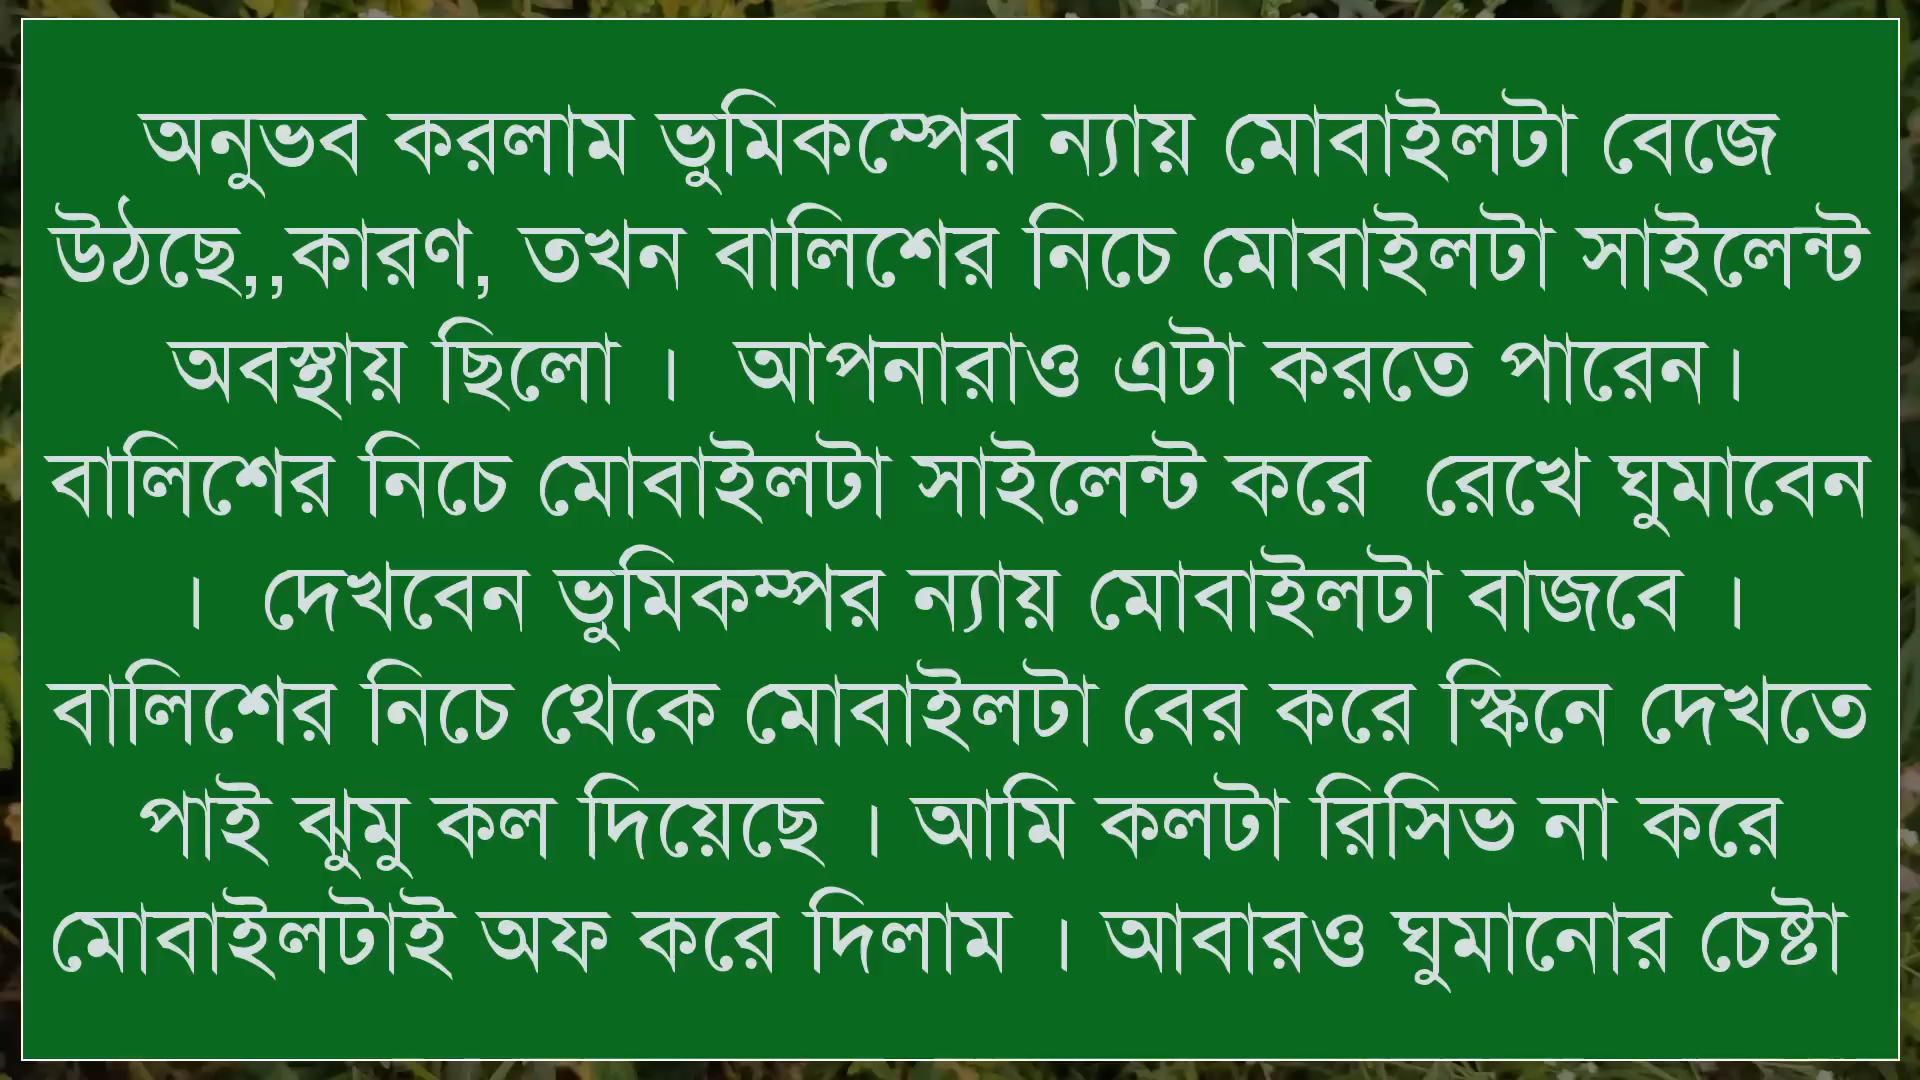 অনুভব করলাম ভুমিকম্পের ন্যায় মোবাইলটা বেজে
উঠছে,,কারণ, তখন বালিশের নিচে মোবাইলটা সাইলেন্ট
অবস্থায় ছিলো । আপনারাও এটা করতে পারেন।
বালিশের নিচে মোবাইলটা সাইলেন্ট করে রেখে ঘুমাবেন
। দেখবেন ভুমিকম্পর ন্যায় মোবাইলটা বাজবে ।
বালিশের নিচে থেকে মোবাইলটা বের করে স্কিনে দেখতে
পাই ঝুমু কল দিয়েছে । আমি কলটা রিসিভ না করে
মোবাইলটাই অফ করে দিলাম । আবারও ঘুমানোর চেষ্টা